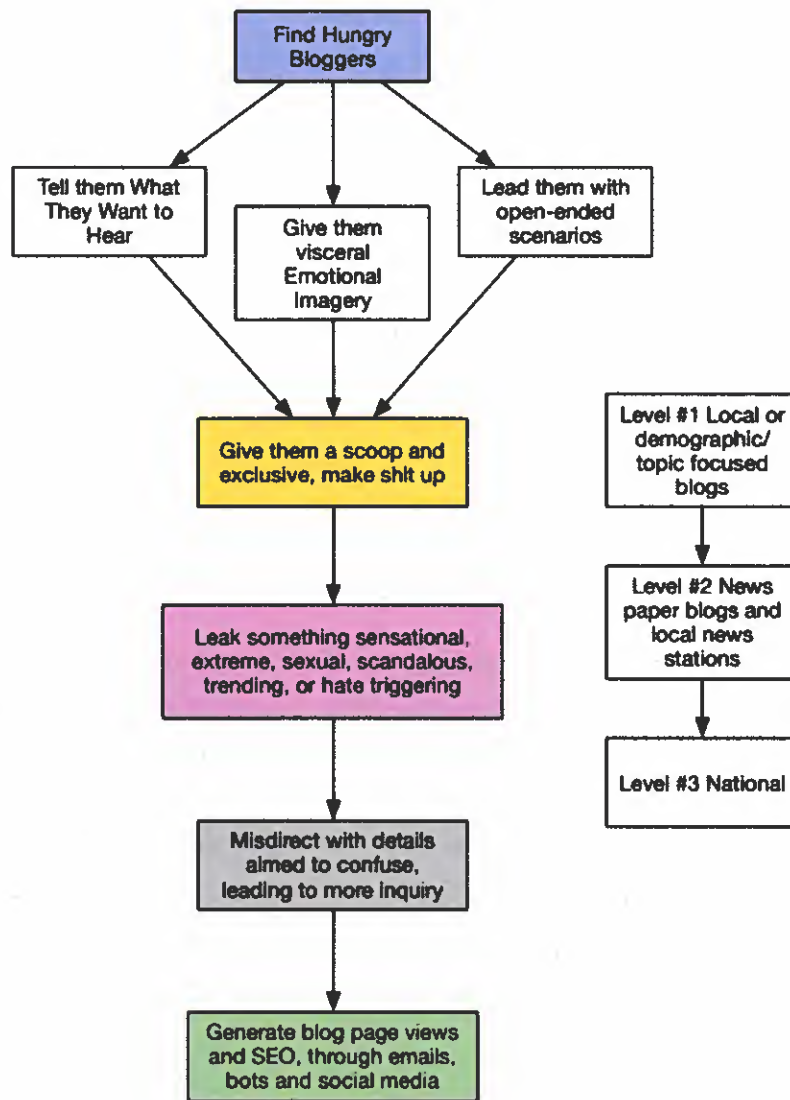 Find Hungry
Bloggers
Tell them What
They Want to
Hear
Give them
visceral
Emotional
Imagery
Lead them with
open-ended
scenarios
Give them a scoop and
exclusive, make shit up
Leak something sensational,
extreme, sexual, scandalous,
trending, or hate triggering
Misdirect with details
aimed to confuse,
leading to more inquiry
Generate blog page views
and SEO, through emails,
bots and social media
Level #1 Local or
demographic/
topic focused
blogs
Level #2 News
paper blogs and
local news
stations
Level #3 National